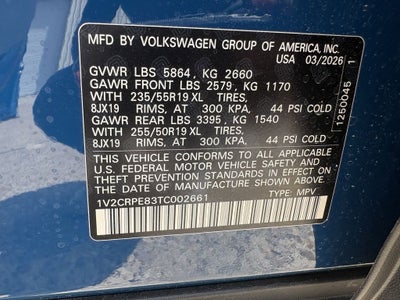 MFD BY VOLKSWAGEN GROUP OF AMERICA, INC.
USA 03/2026
GVWR LBS 5864, KG 2660
GAWR FRONT LBS 2579, KG 1170
WITH 235/55R19 XL TIRES,
8JX19 RIMS, AT 300 KPA. 44 PSI COLD
GAWR REAR LBS 3395, KG 1540
WITH 255/50R19 XL TIRES,
8JX19 RIMS, AT 300 KPA. 44 PSI COLD
THIS VEHICLE CONFORMS TO ALL APPLICABLE
U.S. FEDERAL MOTOR VEHICLE SAFETY AND
THEFT PREVENTION STANDARDS IN EFFECT ON
THE DATE OF MANUFACTURE SHOWN ABOVE.
1V2CRPE83TC002661 TYPE: MPV
1250045 1